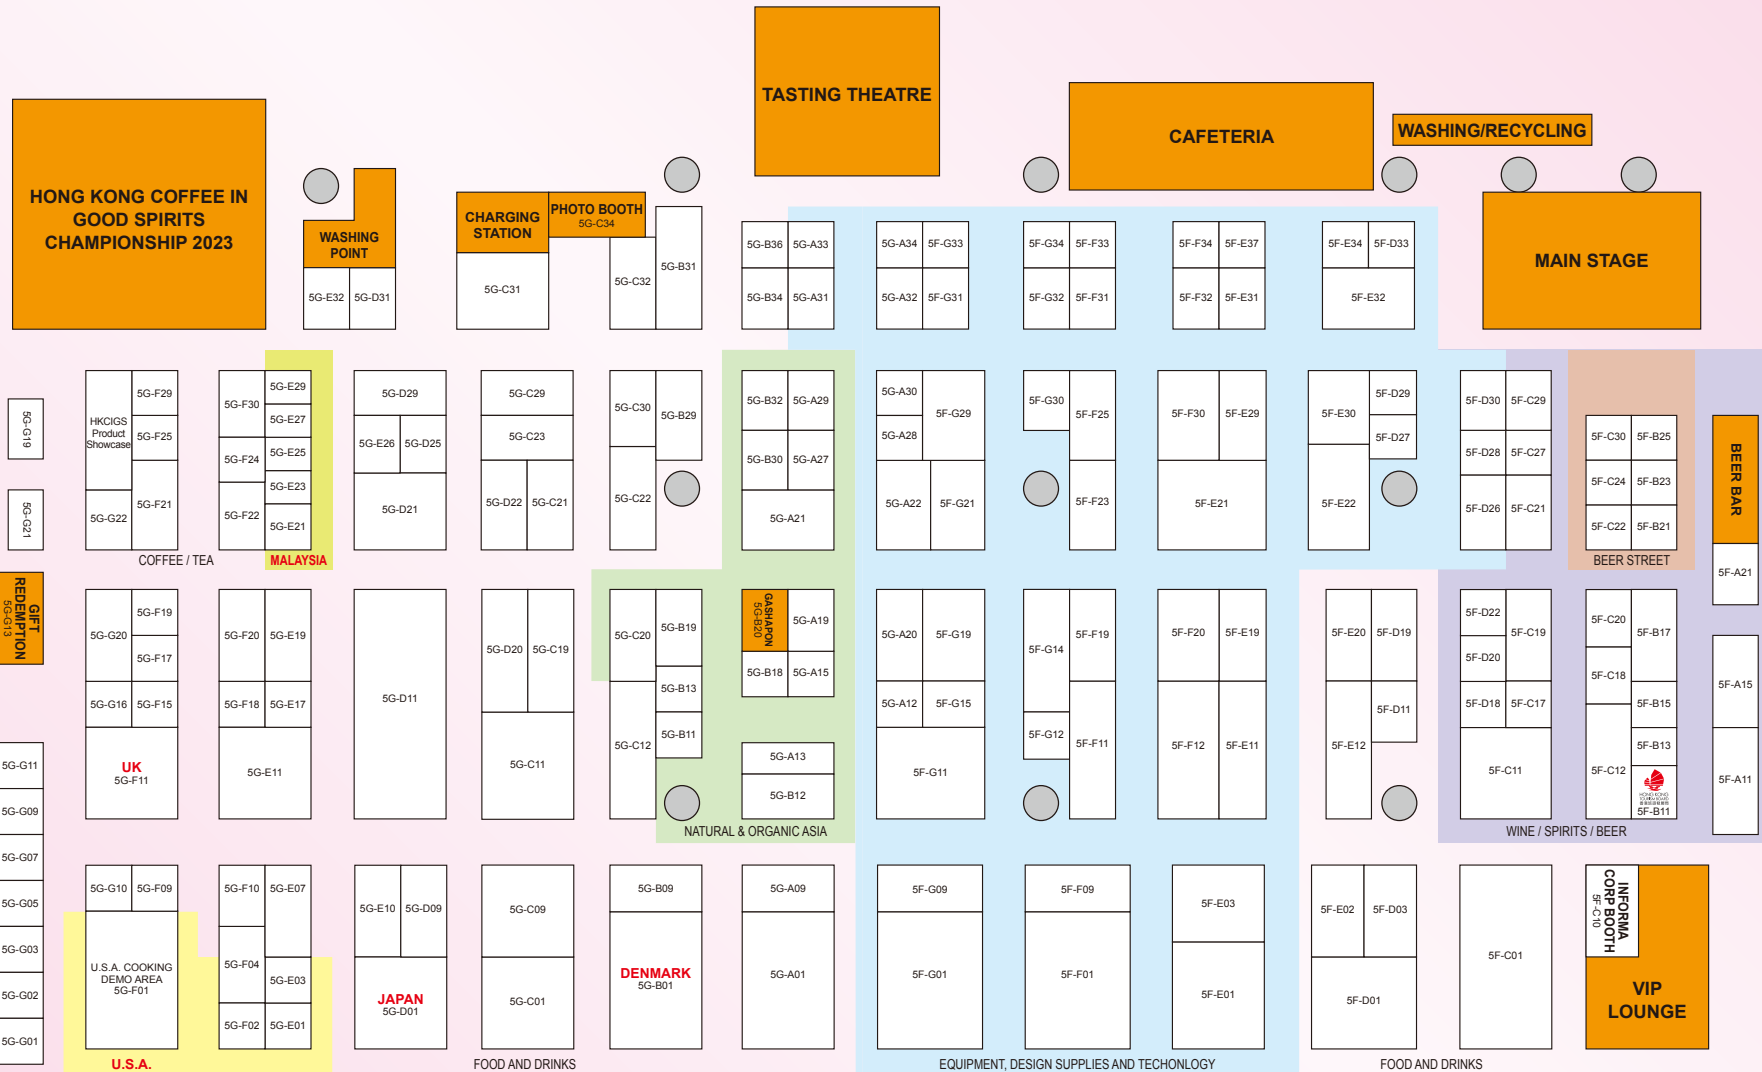 TASTING THEATRE
CAFETERIA
WASHING/RECYCLING
HONG KONG COFFEE IN
GOOD SPIRITS
CHAMPIONSHIP 2023
WASHING
POINT
CHARGING
STATION
PHOTO BOOTH
5G-C34
MAIN STAGE
5G-E32
5G-D31
5G-C31
5G-C32
5G-B31
5G-B36
5G-A33
5G-B34
5G-A31
5G-A34
5F-G33
5G-A32
5F-G31
5F-G34
5F-F33
5F-G32
5F-F31
5F-F34
5F-E37
5F-F32
5F-E31
5F-E34
5F-D33
5F-E32
5G-G19
5G-G21
HKCIGS
Product
Showcase
5G-F29
5G-F25
5G-G22
5G-F21
5G-F30
5G-F24
5G-F22
5G-E29
5G-E27
5G-E25
5G-E23
5G-E21
5G-D29
5G-E26
5G-D25
5G-D21
5G-C29
5G-C23
5G-D22
5G-C21
5G-C30
5G-C22
5G-B29
5G-B32
5G-A29
5G-B30
5G-A27
5G-A21
5G-A30
5G-A28
5F-G29
5G-A22
5F-G21
5F-G30
5F-F25
5F-F23
5F-F30
5F-E29
5F-E21
5F-E30
5F-E22
5F-D29
5F-D27
5F-D30
5F-C29
5F-D28
5F-C27
5F-D26
5F-C21
5F-C30
5F-B25
5F-C24
5F-B23
5F-C22
5F-B21
BEER BAR
5F-A21
COFFEE / TEA
MALAYSIA
BEER STREET
GIFT
REDEMPTION
5G-G13
5G-G20
5G-F19
5G-F17
5G-G16
5G-F15
UK
5G-F11
5G-F20
5G-E19
5G-F18
5G-E17
5G-E11
5G-D11
5G-D20
5G-C19
5G-C11
5G-C20
5G-C12
5G-B19
5G-B13
5G-B11
GASHAPON
5G-B20
5G-A19
5G-B18
5G-A15
5G-A13
5G-B12
5G-A20
5F-G19
5G-A12
5F-G15
5F-G11
5F-G14
5F-G12
5F-F19
5F-F11
5F-F20
5F-E19
5F-F12
5F-E11
5F-E20
5F-D19
5F-E12
5F-D11
5F-D22
5F-D20
5F-C19
5F-D18
5F-C17
5F-C11
5F-C20
5F-C18
5F-C12
5F-B17
5F-B15
5F-B13
HONG KONG
TOURISM BOARD
5F-B11
5F-A15
5F-A11
NATURAL & ORGANIC ASIA
WINE / SPIRITS / BEER
5G-G11
5G-G09
5G-G07
5G-G05
5G-G03
5G-G02
5G-G01
5G-G10
5G-F09
U.S.A. COOKING
DEMO AREA
5G-F01
5G-F10
5G-E07
5G-F04
5G-E03
5G-F02
5G-E01
5G-E10
5G-D09
JAPAN
5G-D01
5G-C09
5G-C01
5G-B09
DENMARK
5G-B01
5G-A09
5G-A01
5F-G09
5F-G01
5F-F09
5F-F01
5F-E03
5F-E01
5F-E02
5F-D03
5F-D01
5F-C01
INFORMA
CORP BOOTH
5F-C10
VIP
LOUNGE
U.S.A.
FOOD AND DRINKS
EQUIPMENT, DESIGN SUPPLIES AND TECHONLOGY
FOOD AND DRINKS